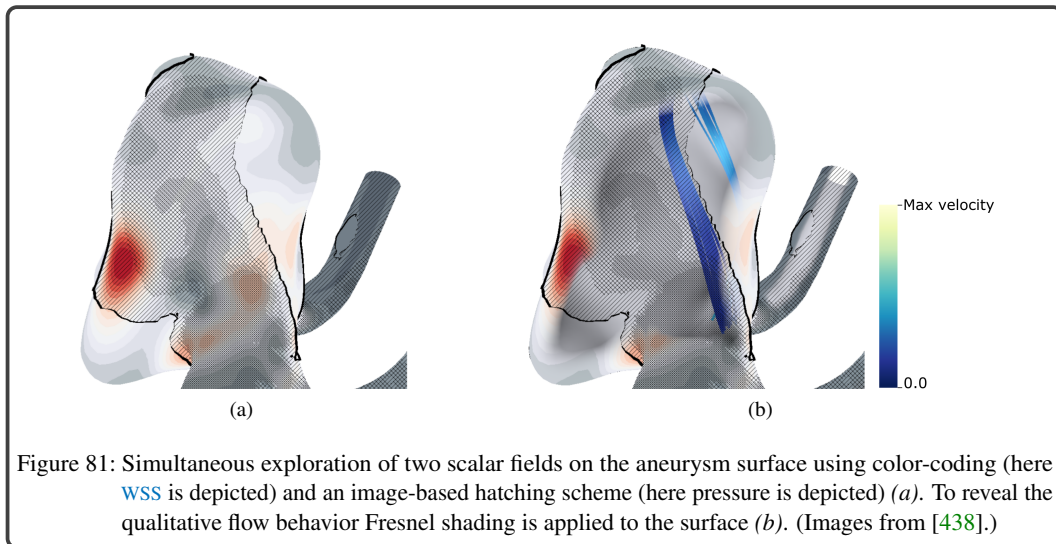 Max velocity
0.0
(a)
(b)
Figure 81: Simultaneous exploration of two scalar fields on the aneurysm surface using color-coding (here
WSS is depicted) and an image-based hatching scheme (here pressure is depicted) (a). To reveal the
qualitative flow behavior Fresnel shading is applied to the surface (b). (Images from [438].)